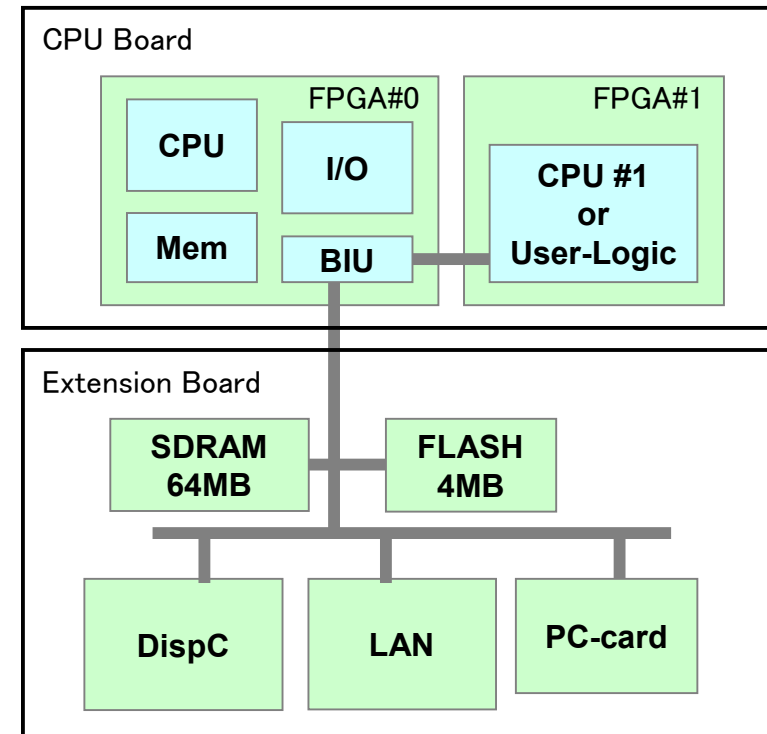 CPU Board
FPGA#0
FPGA#1
CPU
I/O
CPU #1
or
User-Logic
Mem
BIU
Extension Board
SDRAM
64MB
FLASH
4MB
DispC
LAN
PC-card